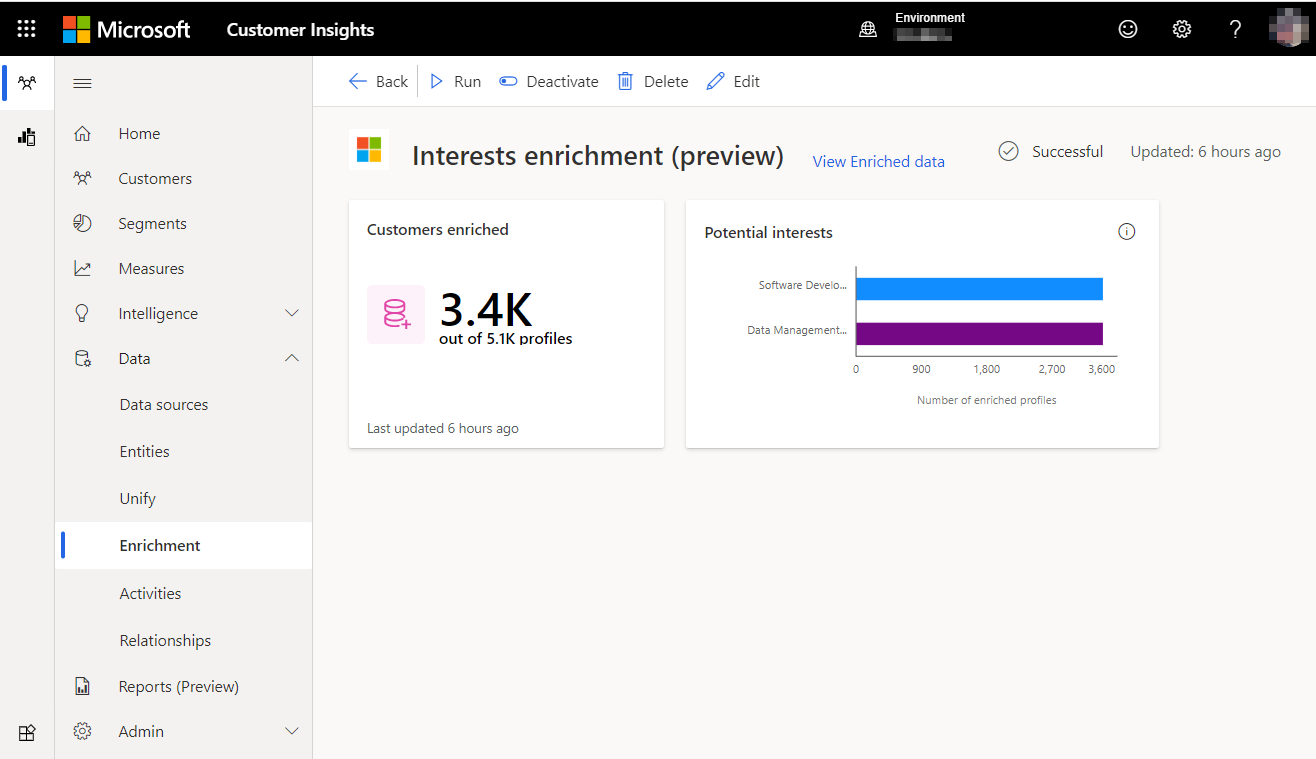 Microsoft
Customer Insights
Environment
Back
Run
Deactivate
Delete
Edit
Home
Customers
Segments
Measures
Intelligence
Data
Data sources
Entities
Unify
Enrichment
Activities
Relationships
Reports (Preview)
Admin
Interests enrichment (preview)
View Enriched data
Successful
Updated: 6 hours ago
Customers enriched
3.4K
out of 5.1K profiles
Last updated 6 hours ago
Potential interests
Software Develo...
Data Management...
0 900 1,800 2,700 3,600
Number of enriched profiles